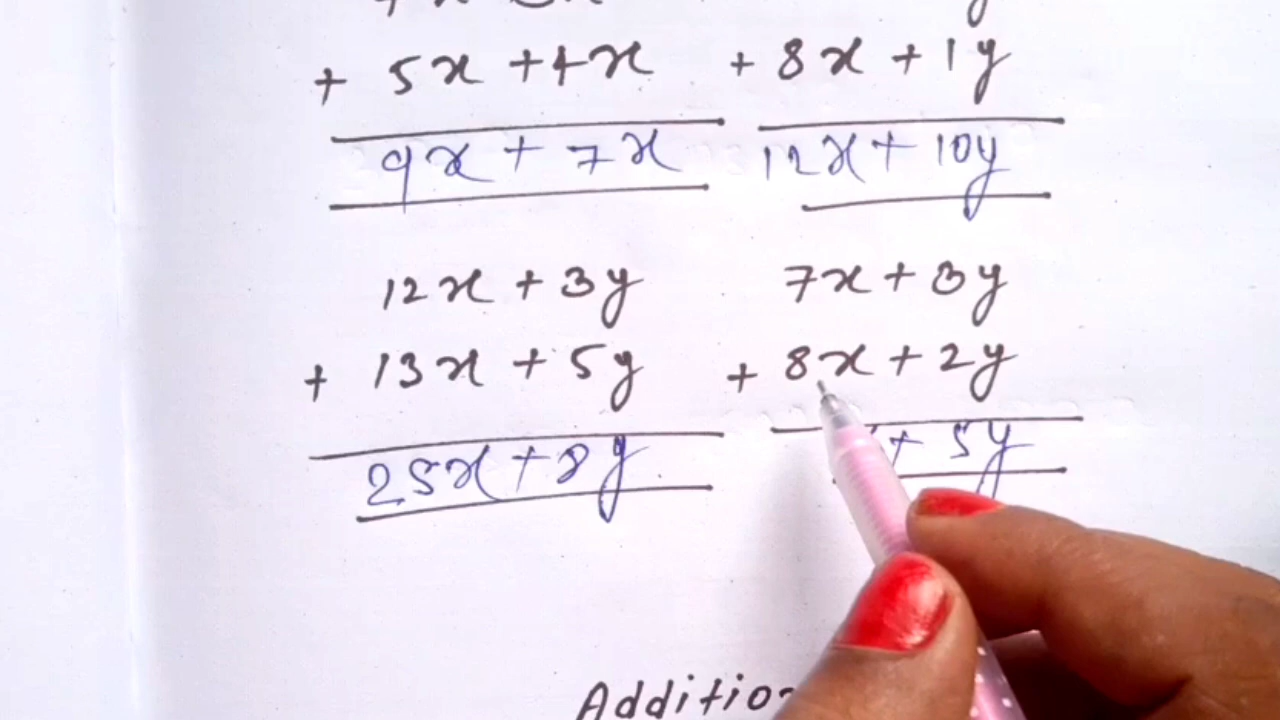 + 5x + 4x + 8x + 1y
9x + 7x 12x + 10y
12x + 3y 7x + 3y
+ 13x + 5y + 8x + 2y
25x + 8y + 5y